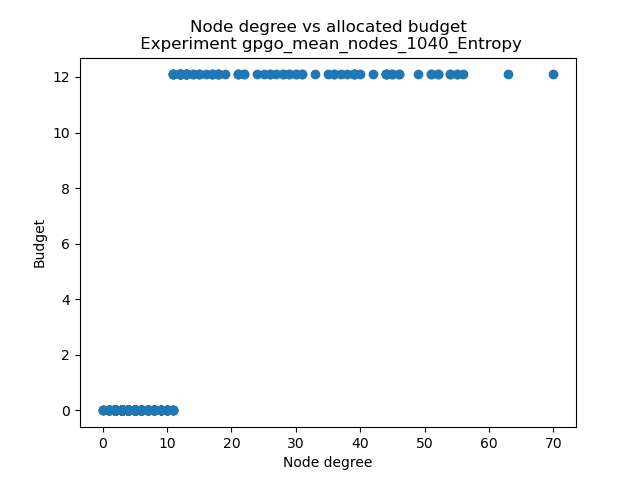 Node degree vs allocated budget
Experiment gpgo_mean_nodes_1040_Entropy
12
10
8
6
4
2
0
Budget
0 10 20 30 40 50 60 70
Node degree